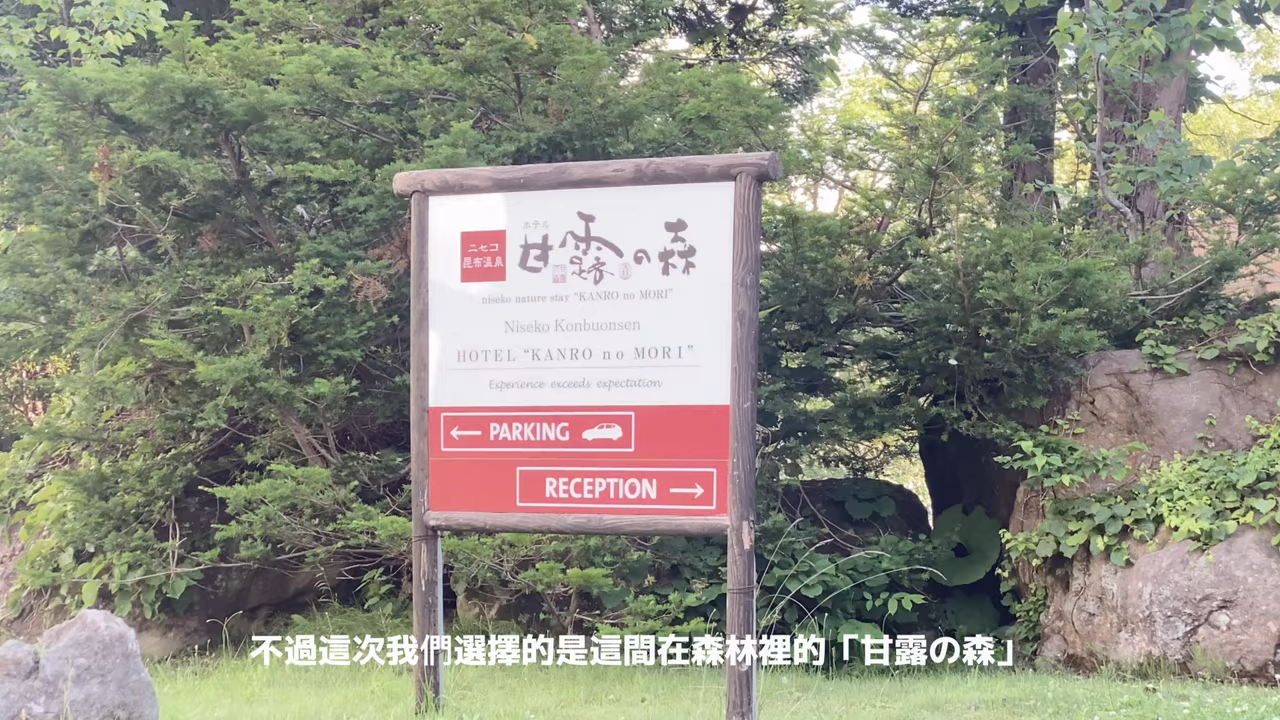 ニセコ
昆布温泉
ホテル
甘露の森
niseko nature stay "KANRO no MORI"
Niseko Konbuonsen
HOTEL "KANRO no MORI"
Experience exceeds expectation
← PARKING
RECEPTION →
不過這次我們選擇的是這間在森林裡的「甘露の森」